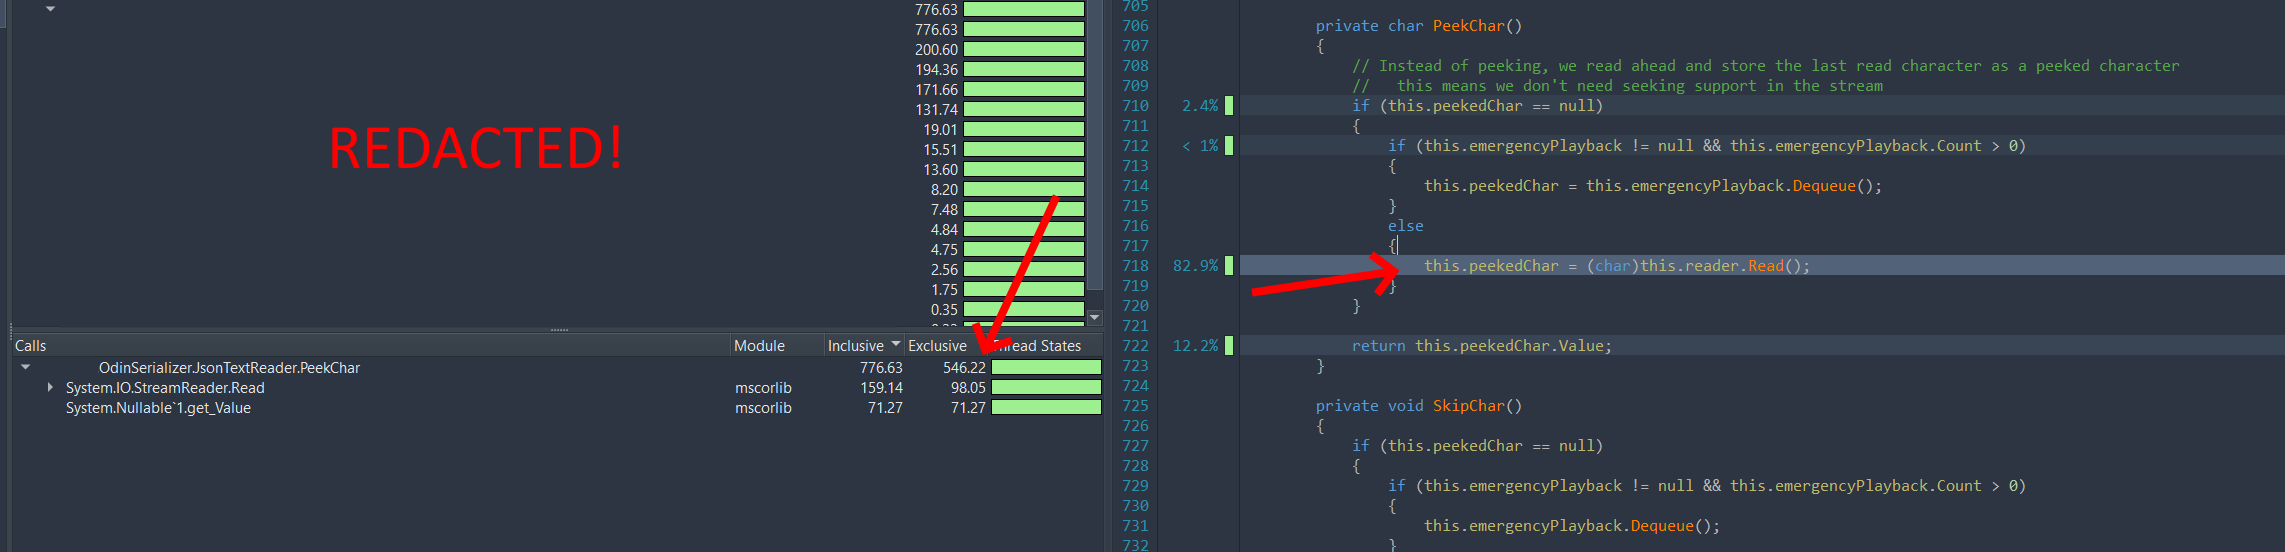 776.63
776.63
200.60
194.36
171.66
131.74
19.01
15.51
13.60
8.20
7.48
4.84
4.75
2.56
1.75
0.35
REDACTED!
Calls Module Inclusive Exclusive Thread States
OdinSerializer.JsonTextReader.PeekChar 776.63 546.22
System.IO.StreamReader.Read mscorlib 159.14 98.05
System.Nullable`1.get_Value mscorlib 71.27 71.27
705
706 private char PeekChar()
707 {
708 // Instead of peeking, we read ahead and store the last read character as a peeked character
709 // this means we don't need seeking support in the stream
710 2.4% if (this.peekedChar == null)
711 {
712 < 1% if (this.emergencyPlayback != null && this.emergencyPlayback.Count > 0)
713 {
714 this.peekedChar = this.emergencyPlayback.Dequeue();
715 }
716 else
717 {
718 82.9% this.peekedChar = (char)this.reader.Read();
719 }
720 }
721
722 12.2% return this.peekedChar.Value;
723 }
724
725 private void SkipChar()
726 {
727 if (this.peekedChar == null)
728 {
729 if (this.emergencyPlayback != null && this.emergencyPlayback.Count > 0)
730 {
731 this.emergencyPlayback.Dequeue();
732 }